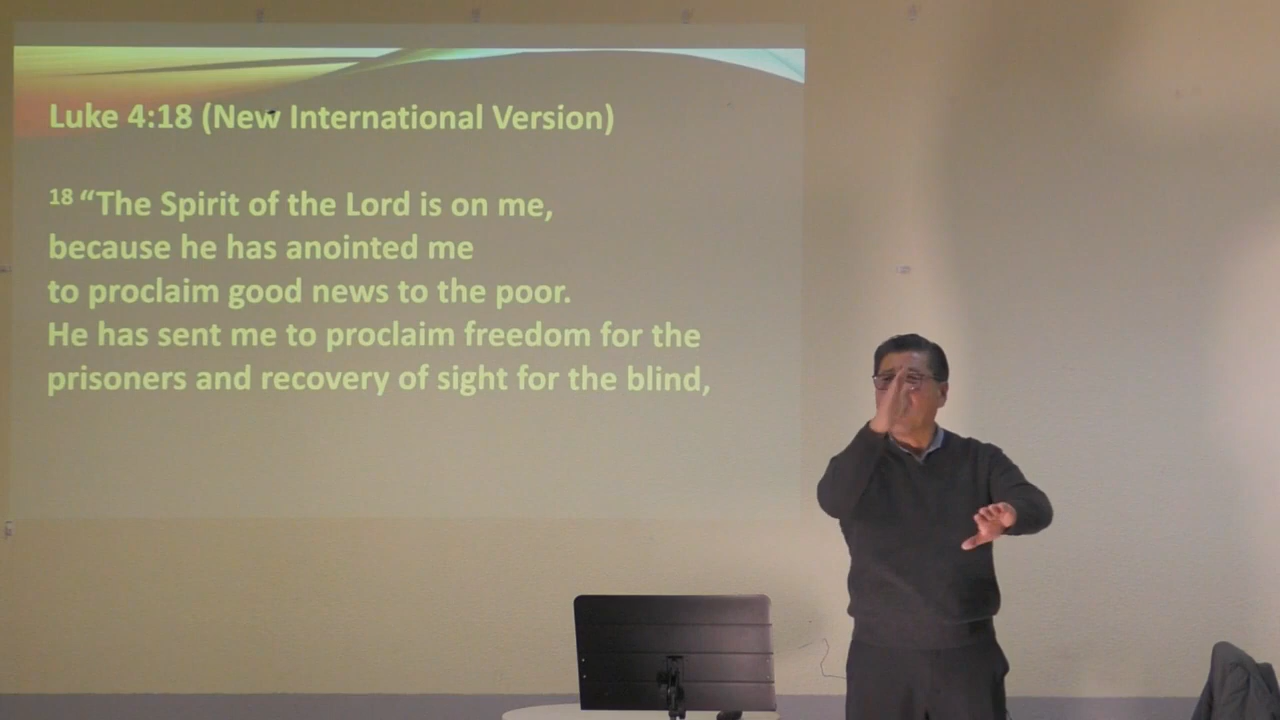 Luke 4:18 (New International Version)
18 “The Spirit of the Lord is on me,
because he has anointed me
to proclaim good news to the poor.
He has sent me to proclaim freedom for the
prisoners and recovery of sight for the blind,